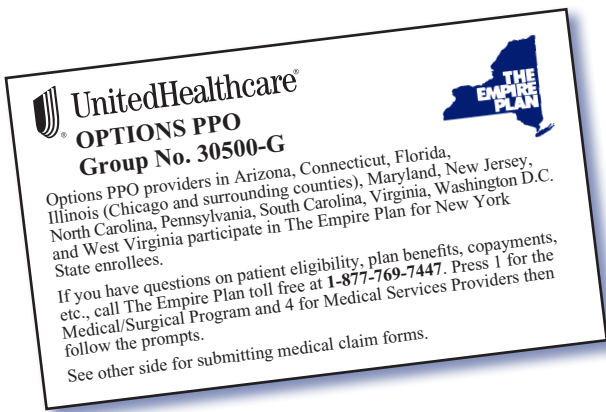 UnitedHealthcare®
®
OPTIONS PPO
Group No. 30500-G
THE
EMPIRE
PLAN
Options PPO providers in Arizona, Connecticut, Florida,
Illinois (Chicago and surrounding counties), Maryland, New Jersey,
North Carolina, Pennsylvania, South Carolina, Virginia, Washington D.C.
and West Virginia participate in The Empire Plan for New York
State enrollees.
If you have questions on patient eligibility, plan benefits, copayments,
etc., call The Empire Plan toll free at 1-877-769-7447. Press 1 for the
Medical/Surgical Program and 4 for Medical Services Providers then
follow the prompts.
See other side for submitting medical claim forms.